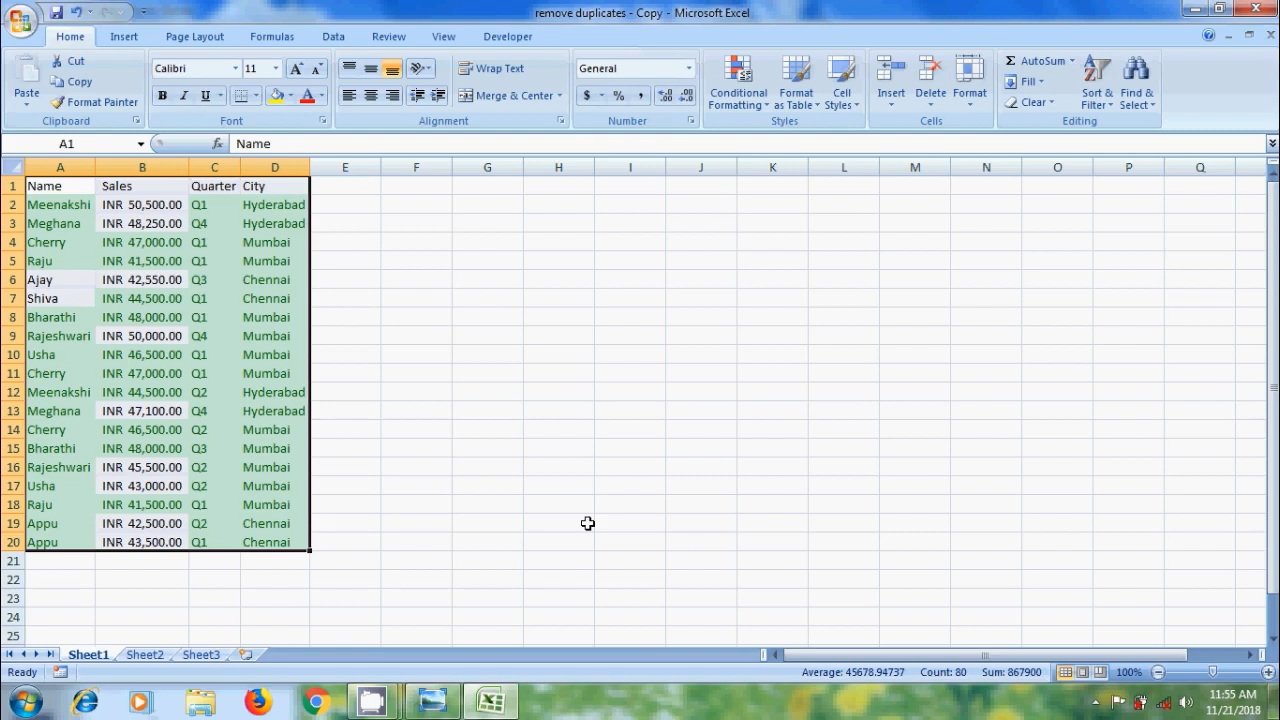 remove duplicates - Copy - Microsoft Excel
Home Insert Page Layout Formulas Data Review View Developer
Paste Cut Copy Format Painter
Calibri 11 General
B I U
Wrap Text
Merge & Center
$ % ,
Conditional Formatting Format as Table Cell Styles
Insert Delete Format
Σ AutoSum Fill Clear
Sort & Filter Find & Select
Clipboard Font Alignment Number Styles Cells Editing
A1 fx Name
A B C D E F G H I J K L M N O P Q
1 Name Sales Quarter City
2 Meenakshi INR 50,500.00 Q1 Hyderabad
3 Meghana INR 48,250.00 Q4 Hyderabad
4 Cherry INR 47,000.00 Q1 Mumbai
5 Raju INR 41,500.00 Q1 Mumbai
6 Ajay INR 42,550.00 Q3 Chennai
7 Shiva INR 44,500.00 Q1 Chennai
8 Bharathi INR 48,000.00 Q1 Mumbai
9 Rajeshwari INR 50,000.00 Q4 Mumbai
10 Usha INR 46,500.00 Q1 Mumbai
11 Cherry INR 47,000.00 Q1 Mumbai
12 Meenakshi INR 44,500.00 Q2 Hyderabad
13 Meghana INR 47,100.00 Q4 Hyderabad
14 Cherry INR 46,500.00 Q2 Mumbai
15 Bharathi INR 48,000.00 Q3 Mumbai
16 Rajeshwari INR 45,500.00 Q2 Mumbai
17 Usha INR 43,000.00 Q2 Mumbai
18 Raju INR 41,500.00 Q1 Mumbai
19 Appu INR 42,500.00 Q2 Chennai
20 Appu INR 43,500.00 Q1 Chennai
21
22
23
24
25
Sheet1 Sheet2 Sheet3
Ready Average: 45678.94737 Count: 80 Sum: 867900 100%
11:55 AM
11/21/2018